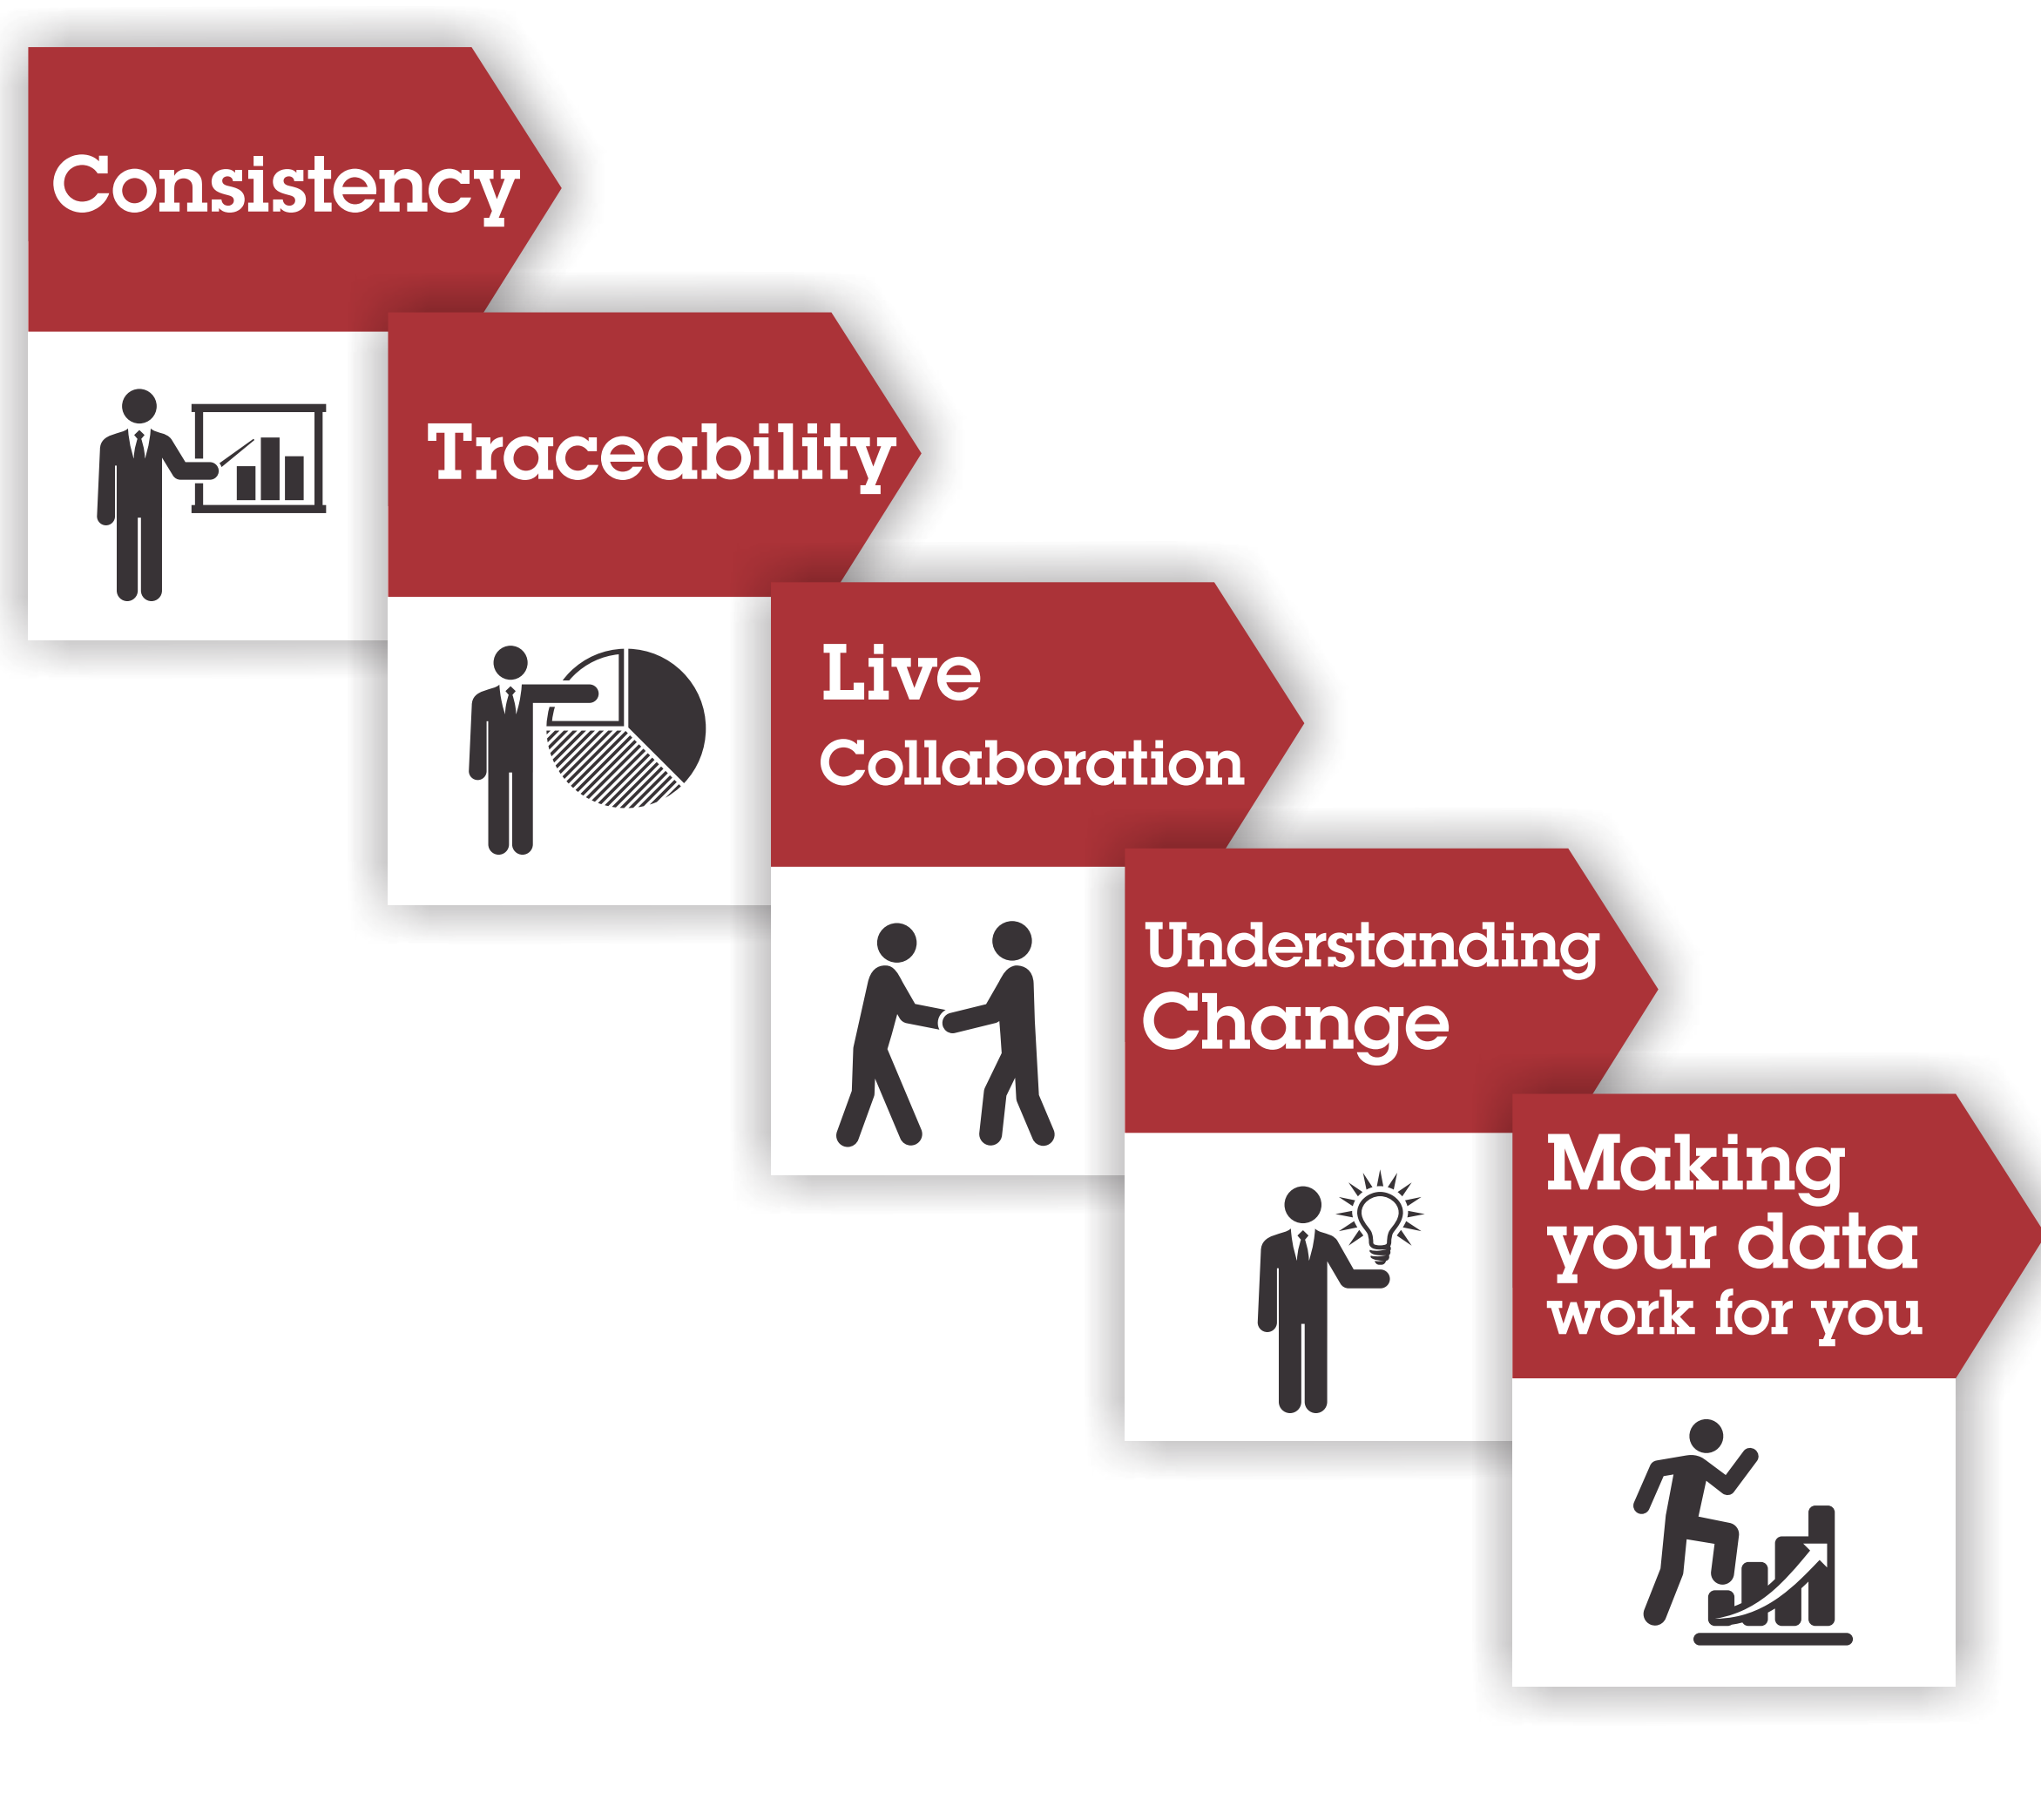 Consistency
Traceability
Live
Collaboration
Understanding
Change
Making
your data
work for you